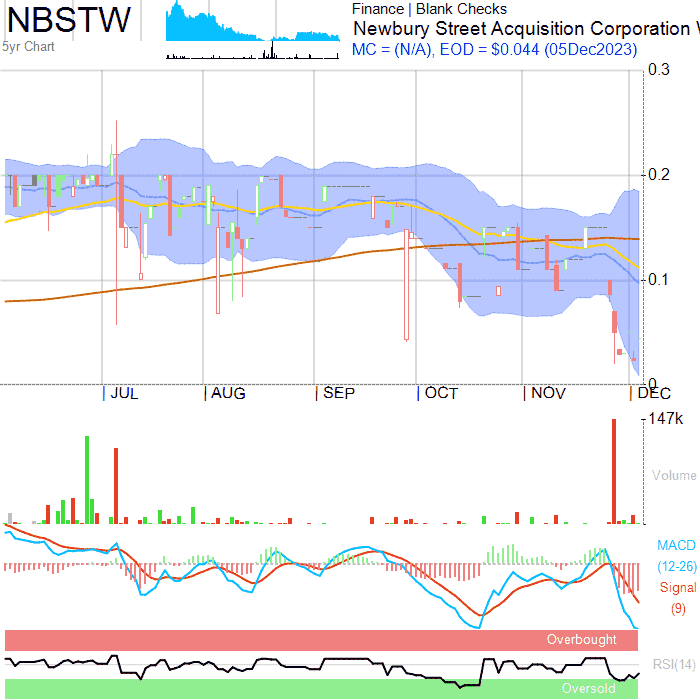 NBSTW
5yr Chart
Finance | Blank Checks
Newbury Street Acquisition Corporation
MC = (N/A), EOD = $0.044 (05Dec2023)
0.3
0.2
0.1
0
JUL AUG SEP OCT NOV DEC
147k
Volume
MACD
(12-26)
Signal
(9)
Overbought
RSI(14)
Oversold